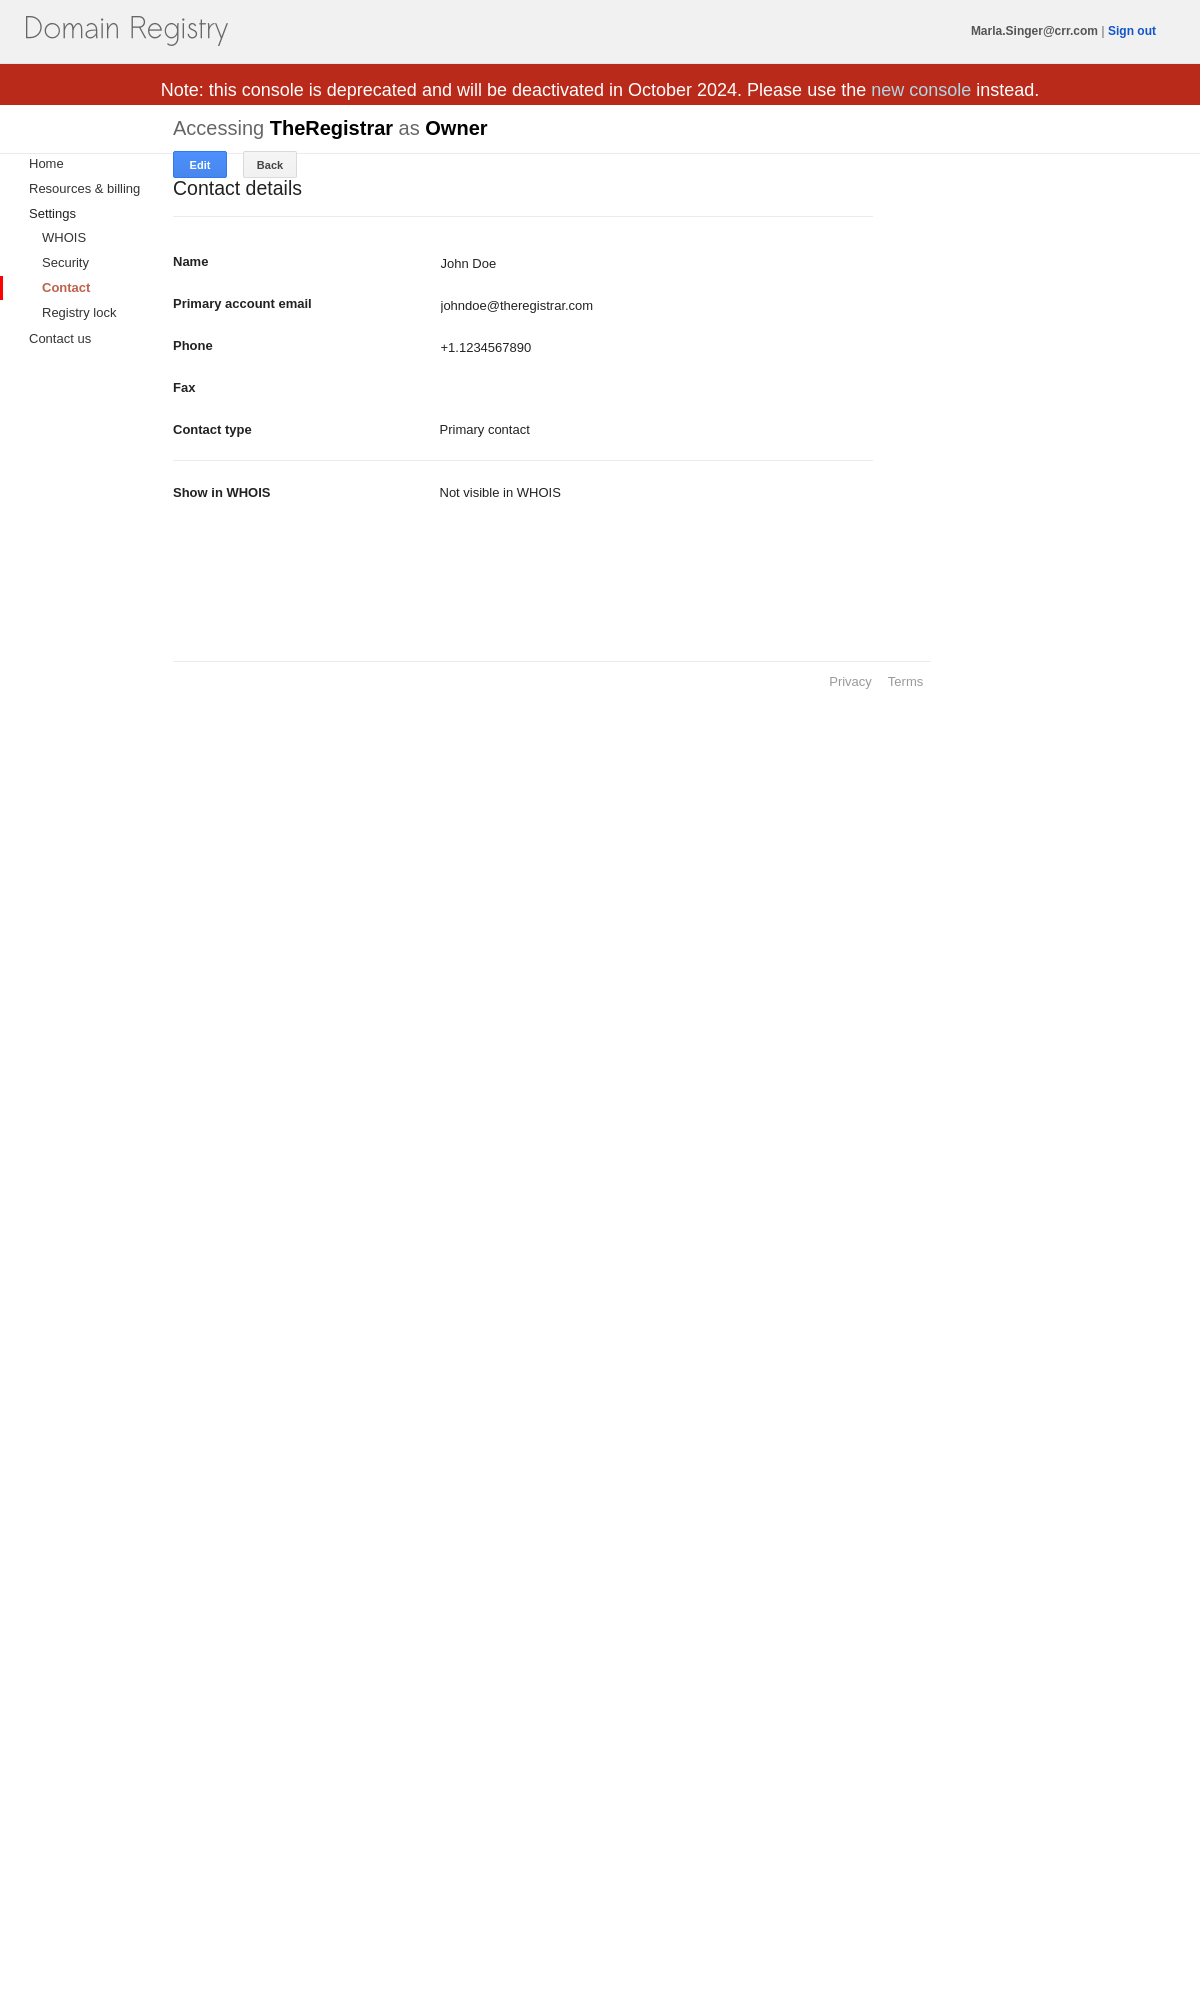 Domain Registry
Marla.Singer@crr.com | Sign out
Note: this console is deprecated and will be deactivated in October 2024. Please use the new console instead.
Accessing TheRegistrar as Owner
Edit Back
Home
Resources & billing
Settings
WHOIS
Security
Contact
Registry lock
Contact us
Contact details
Name John Doe
Primary account email johndoe@theregistrar.com
Phone +1.1234567890
Fax
Contact type Primary contact
Show in WHOIS Not visible in WHOIS
Privacy Terms